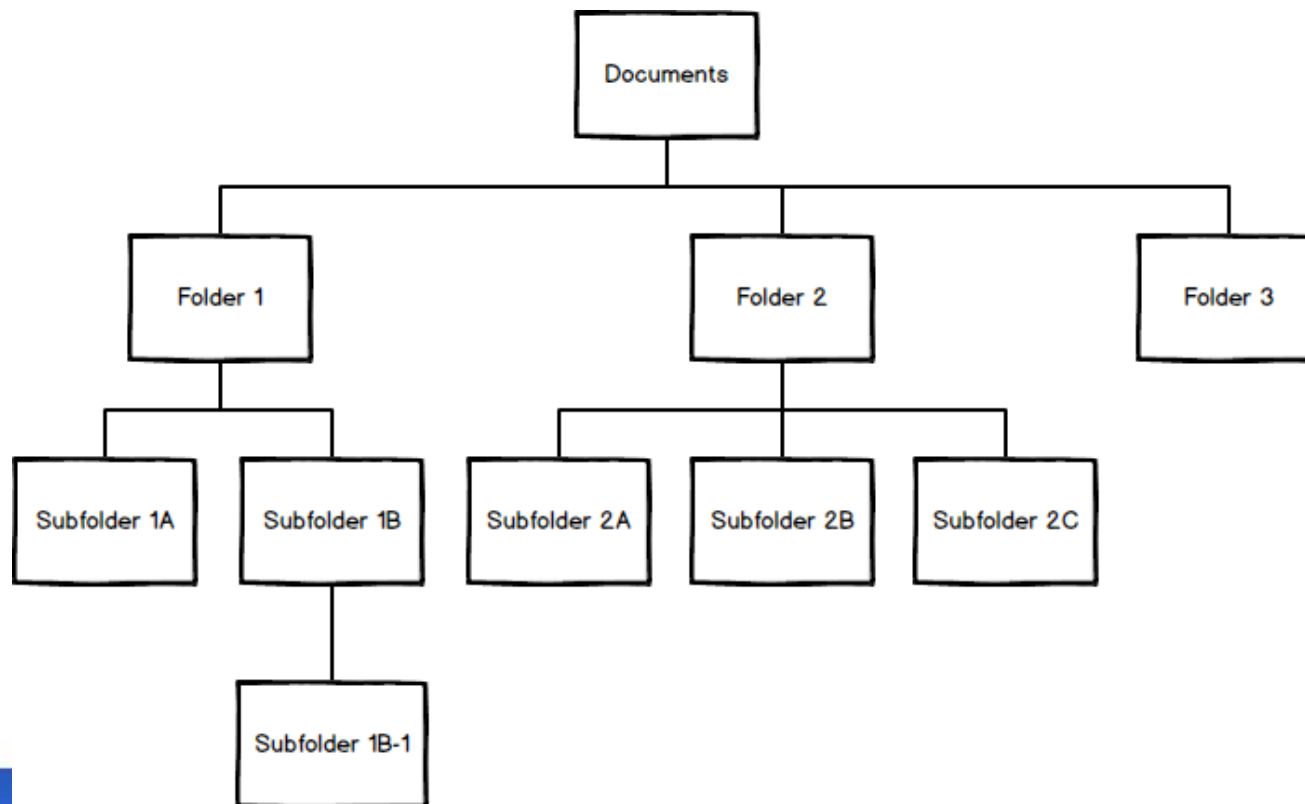 Documents
Folder 1
Folder 2
Folder 3
Subfolder 1A
Subfolder 1B
Subfolder 2A
Subfolder 2B
Subfolder 2C
Subfolder 1B-1